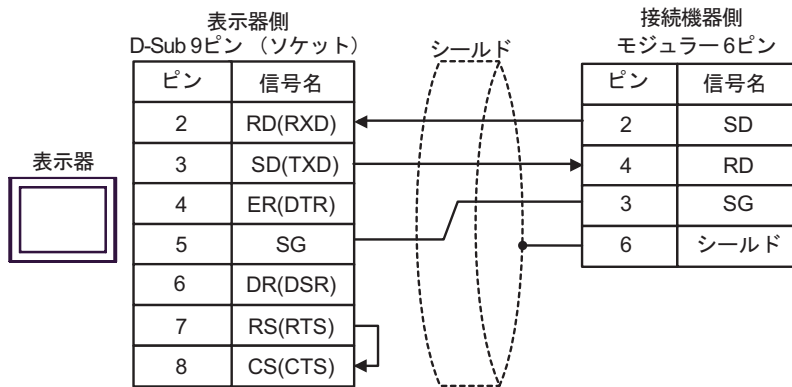 表示器側
D-Sub 9ピン （ソケット）
シールド
接続機器側
モジュラー 6ピン
ピン 信号名
2 RD(RXD)
3 SD(TXD)
4 ER(DTR)
5 SG
6 DR(DSR)
7 RS(RTS)
8 CS(CTS)
表示器
ピン 信号名
2 SD
4 RD
3 SG
6 シールド